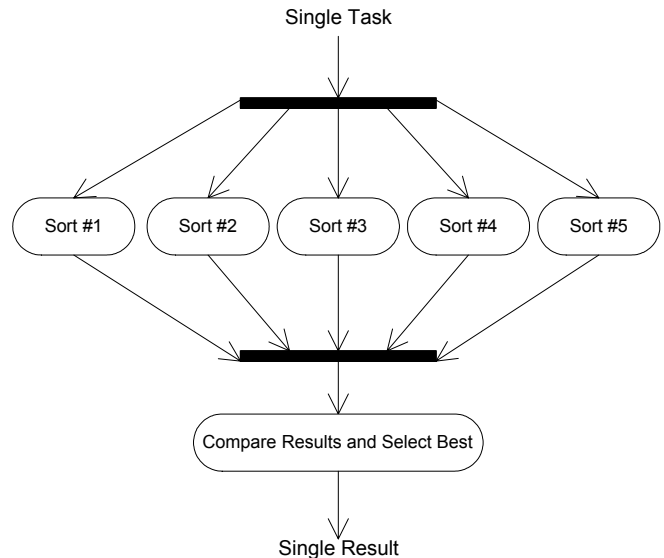 Single Task
Sort #1
Sort #2
Sort #3
Sort #4
Sort #5
Compare Results and Select Best
Single Result